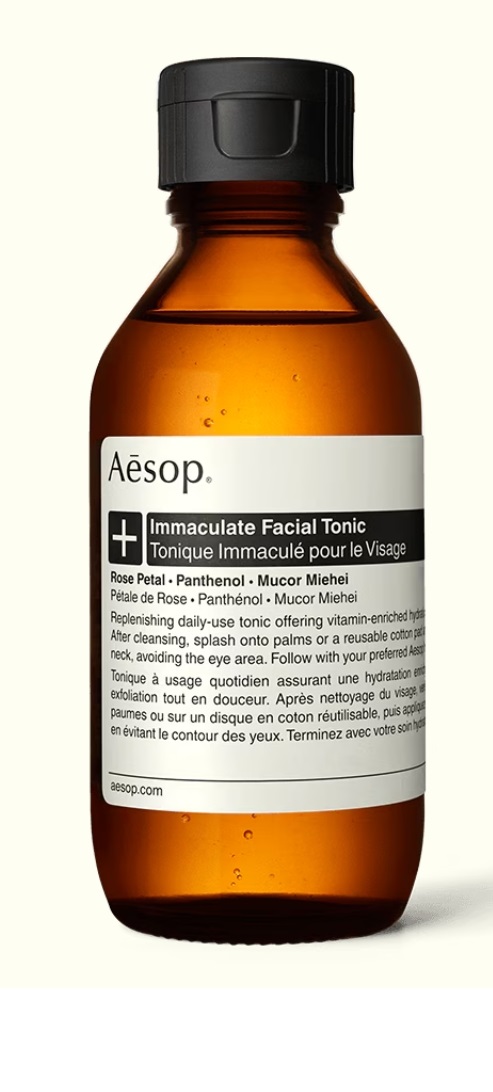 Aēsop®
Immaculate Facial Tonic
Tonique Immaculé pour le Visage
Rose Petal • Panthenol • Mucor Miehei
Pétale de Rose • Panthénol • Mucor Miehei
Replenishing daily-use tonic offering vitamin-enriched
After cleansing, splash onto palms or a reusable cotton
neck, avoiding the eye area. Follow with your preferred
Tonique à usage quotidien assurant une hydratation
exfoliation tout en douceur. Après nettoyage du visage,
paumes ou sur un disque en coton réutilisable, puis
en évitant le contour des yeux. Terminez avec votre soin
aesop.com